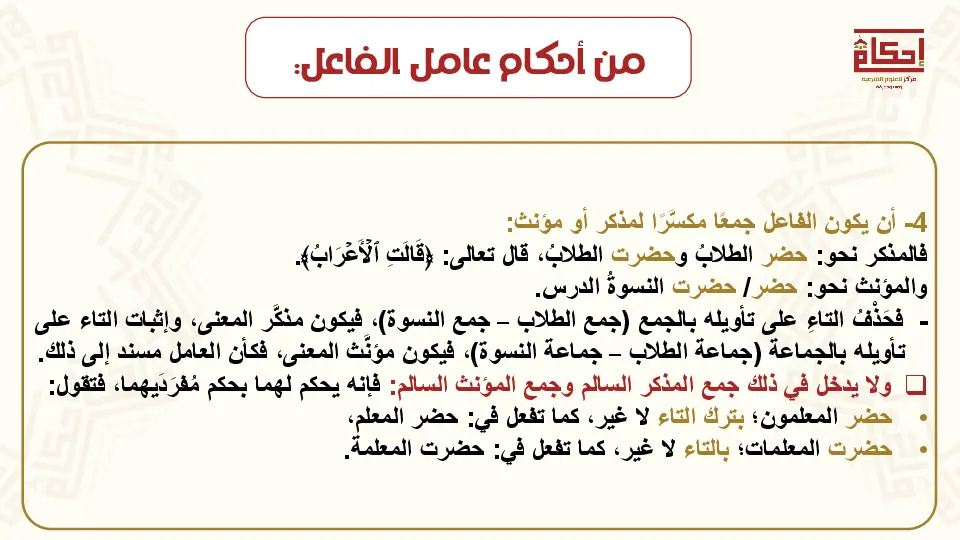 من أحكام عامل الفاعل:
إحكام
مركز للعلوم الشرعية
4- أن يكون الفاعل جمعًا مكسَّرًا لمذكر أو مؤنث:
فالمذكر نحو: حضر الطلابُ وحضرت الطلابُ، قال تعالى: ﴿قَالَتِ ٱلۡأَعۡرَابُ﴾.
والمؤنث نحو: حضر/ حضرت النسوةُ الدرس.
- فَحَذْفُ التاءِ على تأويله بالجمع (جمع الطلاب – جمع النسوة)، فيكون مذكَّر المعنى، وإثبات التاء على
تأويله بالجماعة (جماعة الطلاب – جماعة النسوة)، فيكون مؤنَّث المعنى، فكأن العامل مسند إلى ذلك.
❑ ولا يدخل في ذلك جمع المذكر السالم وجمع المؤنث السالم: فإنه يحكم لهما بحكم مُفرَدَيهما، فتقول:
• حضر المعلمون؛ بترك التاء لا غير، كما تفعل في: حضر المعلم،
• حضرت المعلمات؛ بالتاء لا غير، كما تفعل في: حضرت المعلمة.